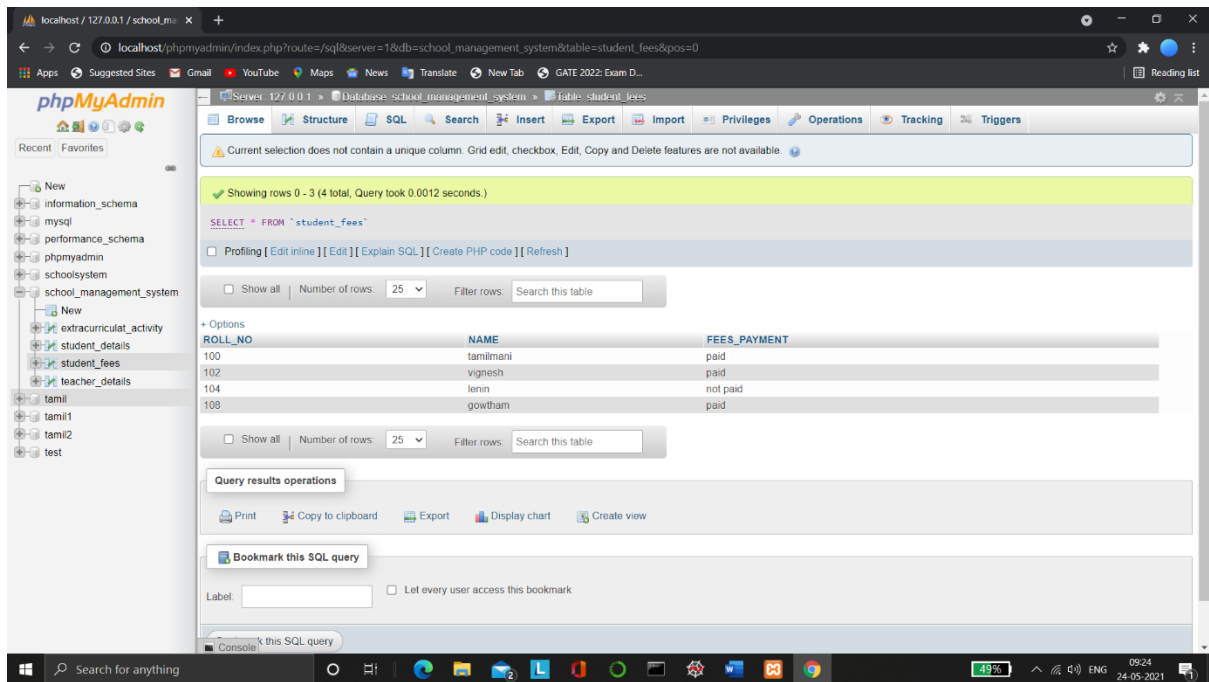 localhost / 127.0.0.1 / school_ma
localhost/phpmyadmin/index.php?route=/sql&server=1&db=school_management_system&table=student_fees&pos=0
Apps Suggested Sites Gmail YouTube Maps News Translate New Tab GATE 2022: Exam D... Reading list
phpMyAdmin
Recent Favorites
New
information_schema
mysql
performance_schema
phpmyadmin
schoolsystem
school_management_system
New
extracurriculat_activity
student_details
student_fees
teacher_details
tamil
tamil1
tamil2
test
Server: 127.0.0.1 » Database: school_management_system » Table: student_fees
Browse Structure SQL Search Insert Export Import Privileges Operations Tracking Triggers
Current selection does not contain a unique column. Grid edit, checkbox, Edit, Copy and Delete features are not available.
Showing rows 0 - 3 (4 total, Query took 0.0012 seconds.)
SELECT * FROM `student_fees`
Profiling [ Edit inline ] [ Edit ] [ Explain SQL ] [ Create PHP code ] [ Refresh ]
Show all | Number of rows: 25 Filter rows: Search this table
+ Options
ROLL_NO NAME FEES_PAYMENT
100 tamilmani paid
102 vignesh paid
104 lenin not paid
108 gowtham paid
Show all | Number of rows: 25 Filter rows: Search this table
Query results operations
Print Copy to clipboard Export Display chart Create view
Bookmark this SQL query
Label: Let every user access this bookmark
this SQL query
Console
Search for anything 49% ENG 09:24
24-05-2021